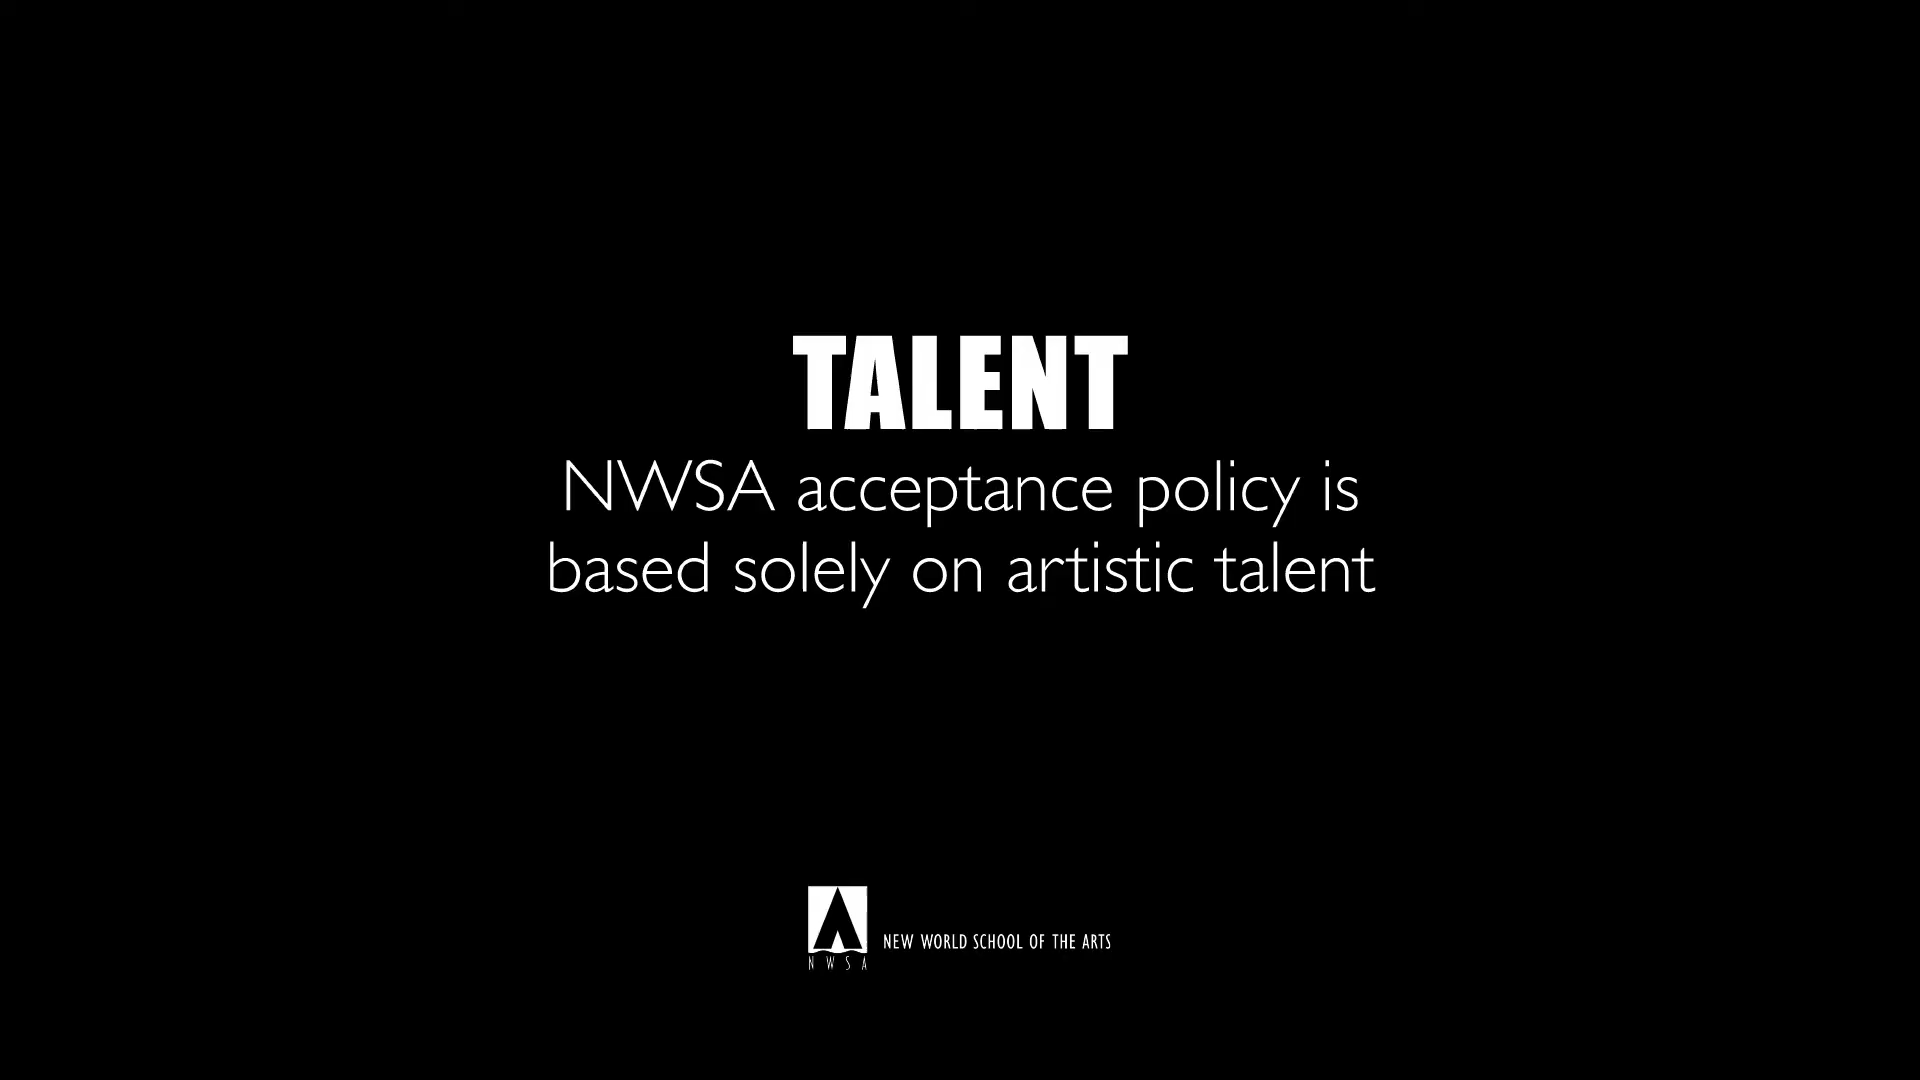 TALENT
NWSA acceptance policy is
based solely on artistic talent
NEW WORLD SCHOOL OF THE ARTS
NWSA